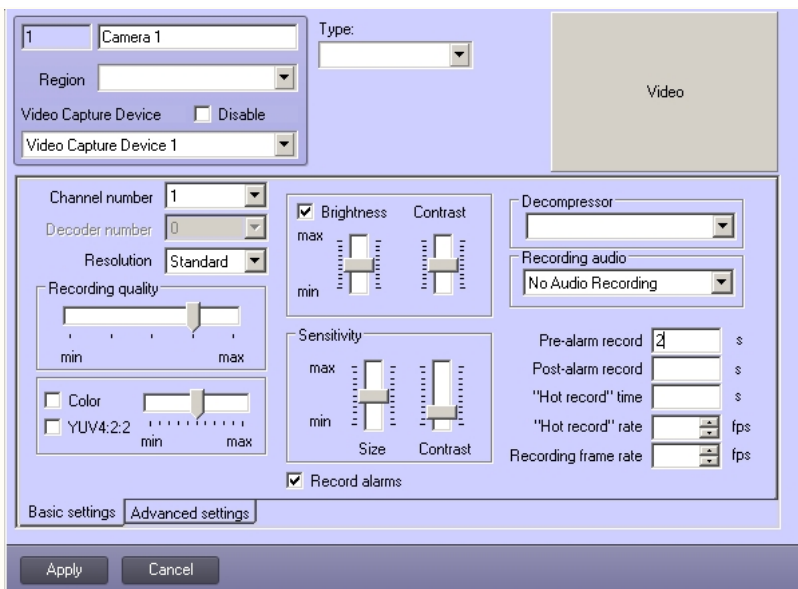 1 Camera 1
Type:
Region
Video Capture Device Disable
Video Capture Device 1
Video
Channel number 1
Decoder number 0
Resolution Standard
Recording quality
min max
Color
YUV4:2:2
min max
Brightness Contrast
max
min
Sensitivity
max
min
Size Contrast
Record alarms
Decompressor
Recording audio
No Audio Recording
Pre-alarm record 2 s
Post-alarm record s
"Hot record" time s
"Hot record" rate fps
Recording frame rate fps
Basic settings Advanced settings
Apply Cancel